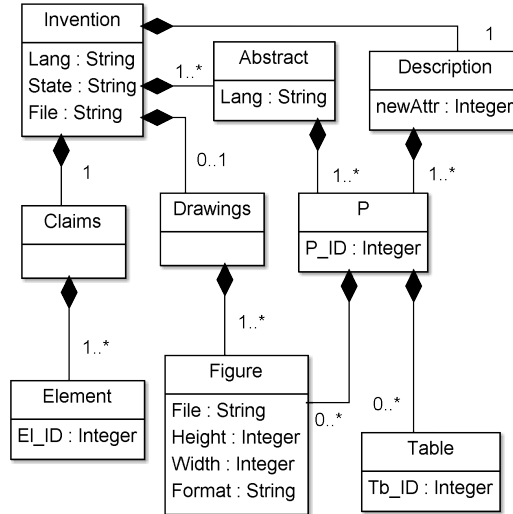 Invention
Lang : String
State : String
File : String
1
Abstract
Lang : String
1..*
Description
newAttr : Integer
0..1
1
1..*
1..*
Claims
Drawings
P
P_ID : Integer
1..*
1..*
Element
El_ID : Integer
Figure
File : String
Height : Integer
Width : Integer
Format : String
0..*
0..*
Table
Tb_ID : Integer